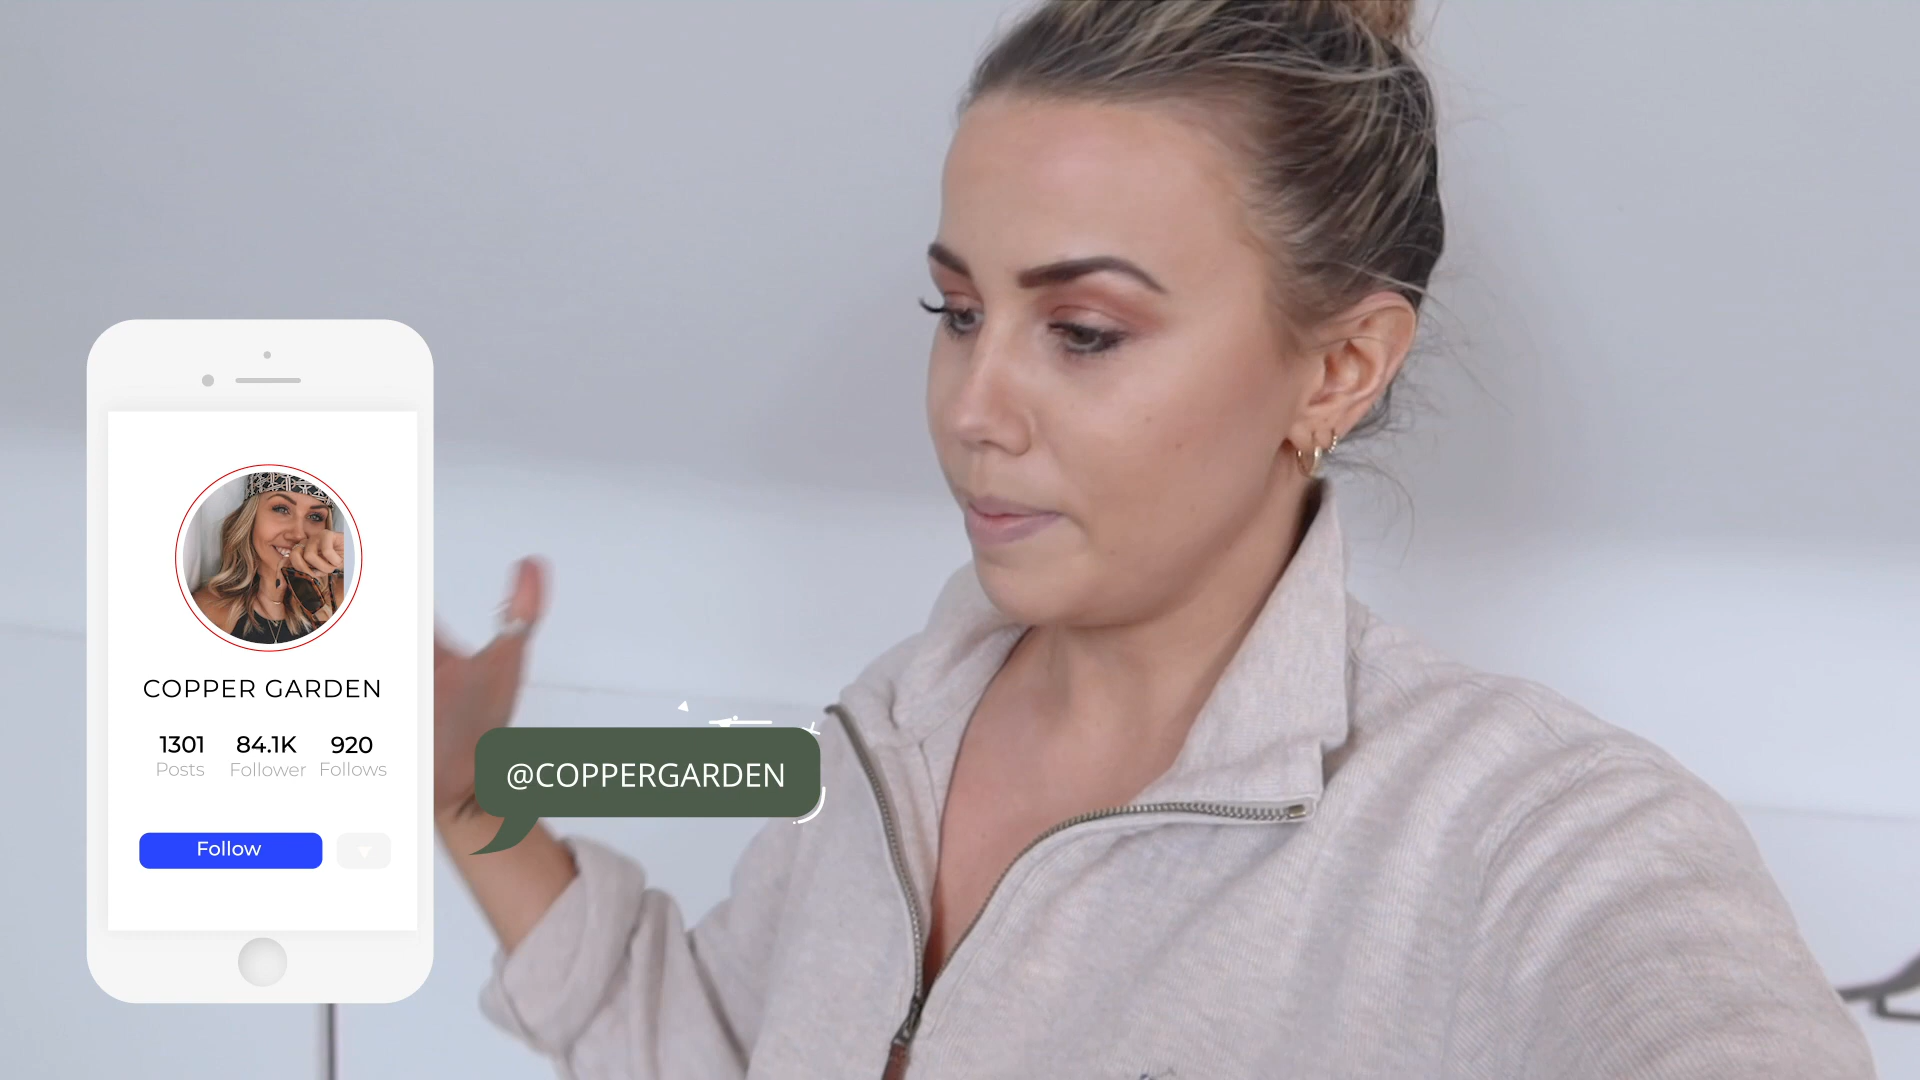 COPPER GARDEN
1301 84.1K 920
Posts Follower Follows
Follow
@COPPERGARDEN